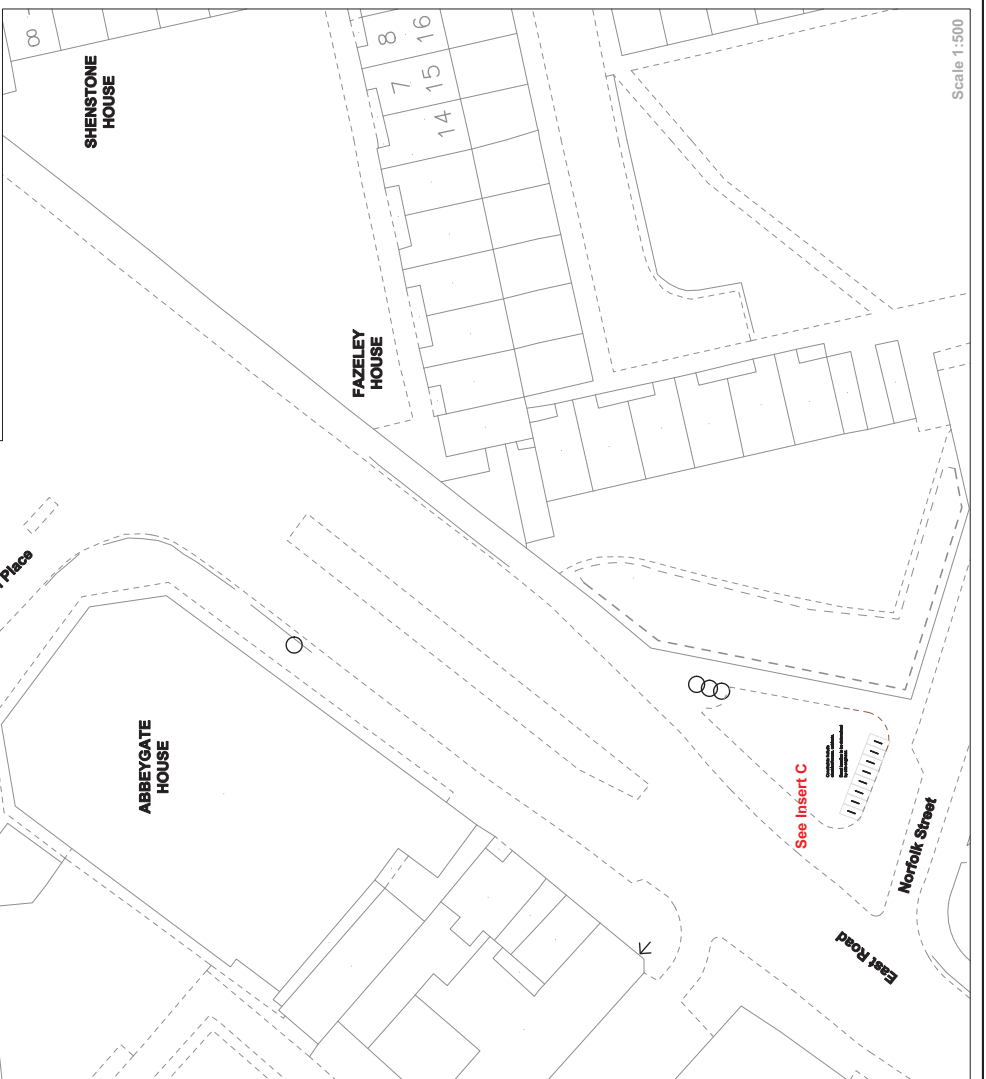 8
SHENSTONE
HOUSE
8
16
7
15
14
Scale 1:500
FAZELEY
HOUSE
Place
ABBEYGATE
HOUSE
See Insert C
Norfolk Street
East Road